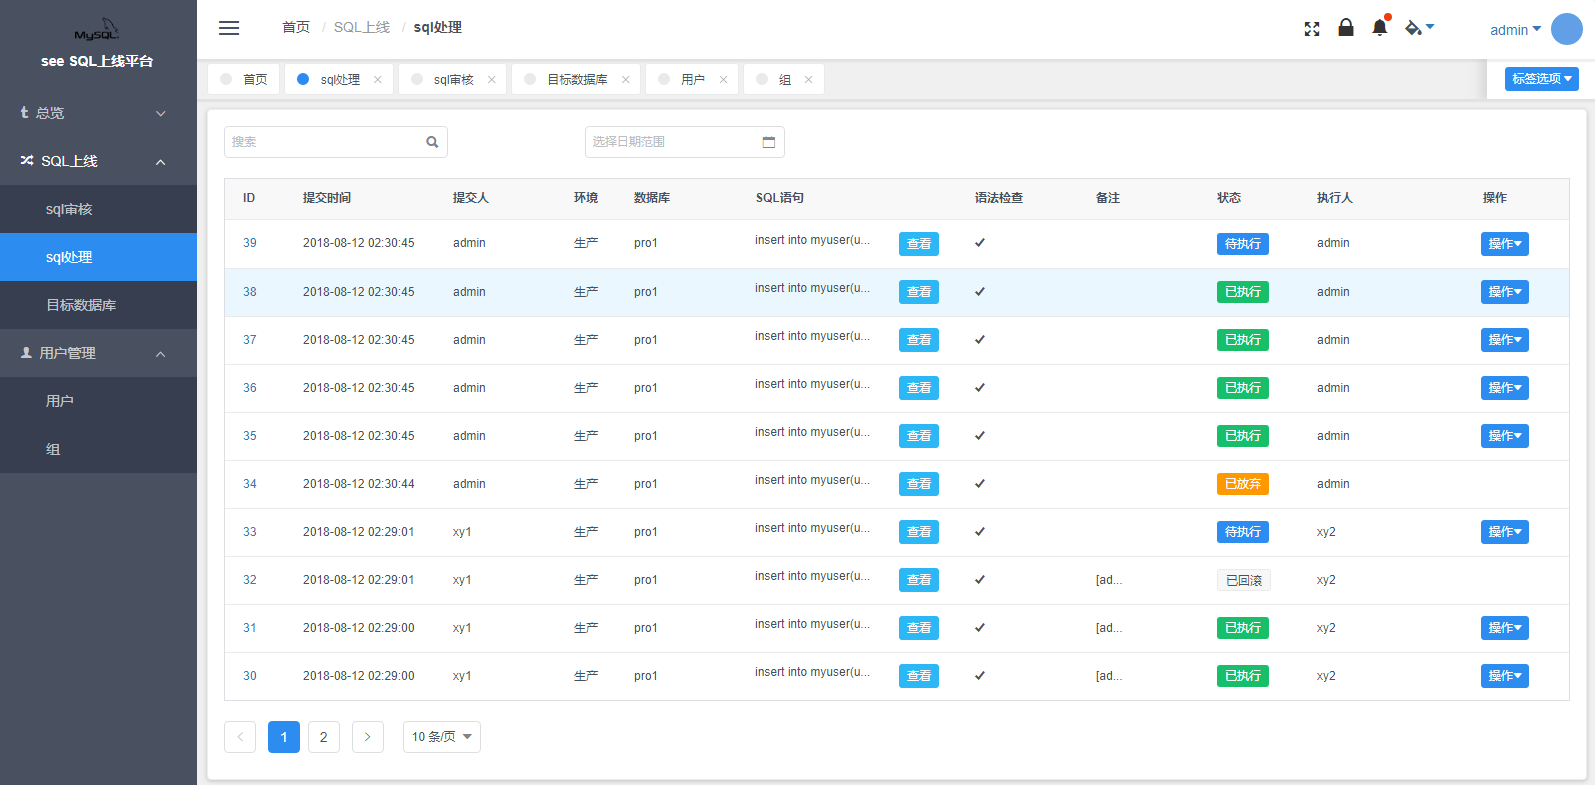 MySQL
see SQL上线平台
总览
SQL上线
sql审核
sql处理
目标数据库
用户管理
用户
组
首页 / SQL上线 / sql处理
admin
首页 sql处理 sql审核 目标数据库 用户 组 标签选项
搜索 选择日期范围
ID 提交时间 提交人 环境 数据库 SQL语句 语法检查 备注 状态 执行人 操作
39 2018-08-12 02:30:45 admin 生产 pro1 insert into myuser(u... 查看 待执行 admin 操作
38 2018-08-12 02:30:45 admin 生产 pro1 insert into myuser(u... 查看 已执行 admin 操作
37 2018-08-12 02:30:45 admin 生产 pro1 insert into myuser(u... 查看 已执行 admin 操作
36 2018-08-12 02:30:45 admin 生产 pro1 insert into myuser(u... 查看 已执行 admin 操作
35 2018-08-12 02:30:45 admin 生产 pro1 insert into myuser(u... 查看 已执行 admin 操作
34 2018-08-12 02:30:44 admin 生产 pro1 insert into myuser(u... 查看 已放弃 admin
33 2018-08-12 02:29:01 xy1 生产 pro1 insert into myuser(u... 查看 待执行 xy2 操作
32 2018-08-12 02:29:01 xy1 生产 pro1 insert into myuser(u... 查看 [ad... 已回滚 xy2
31 2018-08-12 02:29:00 xy1 生产 pro1 insert into myuser(u... 查看 [ad... 已执行 xy2 操作
30 2018-08-12 02:29:00 xy1 生产 pro1 insert into myuser(u... 查看 [ad... 已执行 xy2 操作
1 2 10 条/页